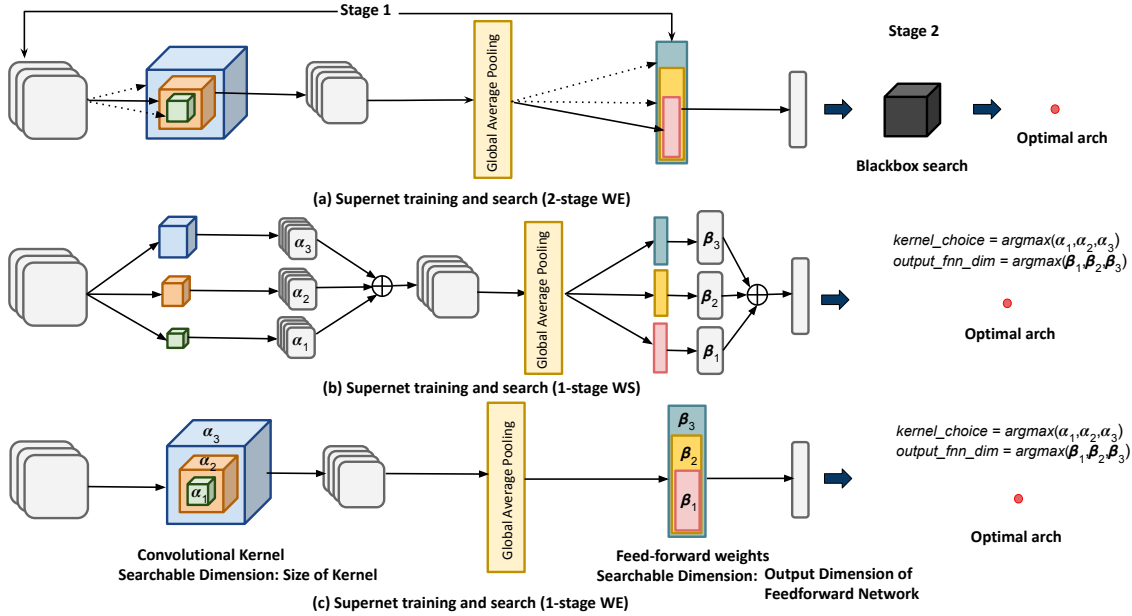 Stage 1
Stage 2
Global Average Pooling
Blackbox search
Optimal arch
(a) Supernet training and search (2-stage WE)
α3
α2
α1
Global Average Pooling
β3
β2
β1
kernel_choice = argmax(α1,α2,α3)
output_fnn_dim = argmax(β1,β2,β3)
Optimal arch
(b) Supernet training and search (1-stage WS)
α3
α2
α1
Global Average Pooling
β3
β2
β1
kernel_choice = argmax(α1,α2,α3)
output_fnn_dim = argmax(β1,β2,β3)
Optimal arch
Convolutional Kernel
Searchable Dimension: Size of Kernel
Feed-forward weights
Searchable Dimension: Output Dimension of
Feedforward Network
(c) Supernet training and search (1-stage WE)